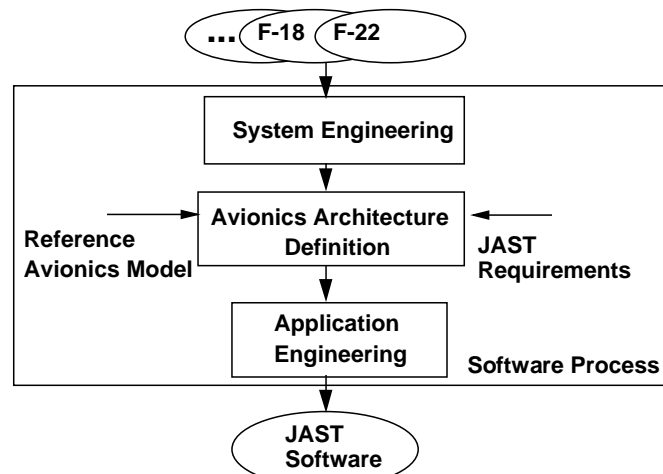 ... F-18 F-22
System Engineering
Avionics Architecture
Definition
Reference
Avionics Model
JAST
Requirements
Application
Engineering
Software Process
JAST
Software